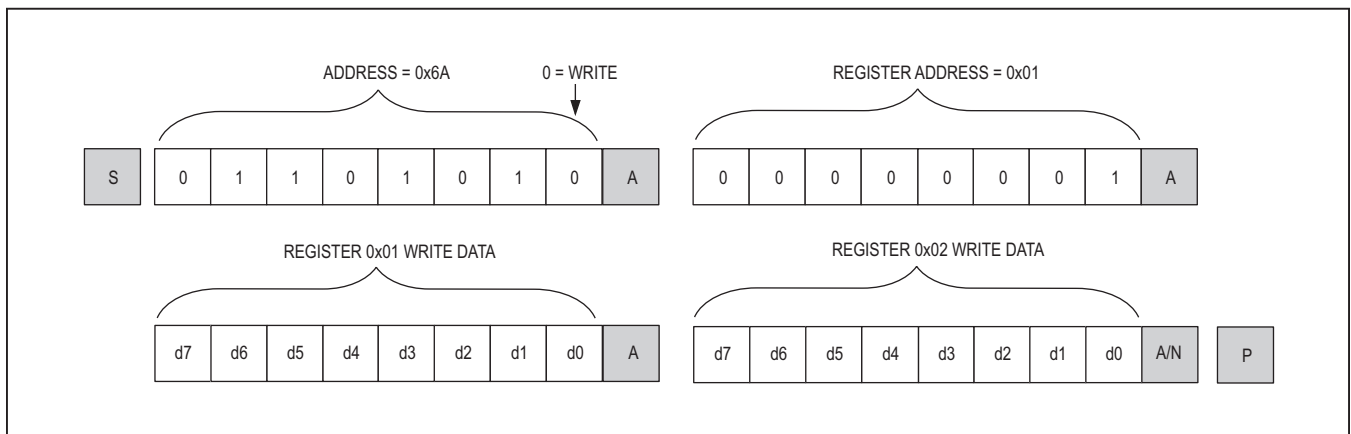 ADDRESS = 0x6A 0 = WRITE REGISTER ADDRESS = 0x01
S 0 1 1 0 1 0 1 0 A 0 0 0 0 0 0 0 1 A
REGISTER 0x01 WRITE DATA REGISTER 0x02 WRITE DATA
d7 d6 d5 d4 d3 d2 d1 d0 A d7 d6 d5 d4 d3 d2 d1 d0 A/N P